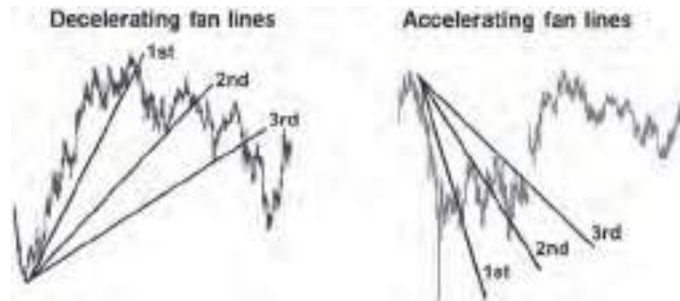 Decelerating fan lines
1st
2nd
3rd
Accelerating fan lines
1st
2nd
3rd